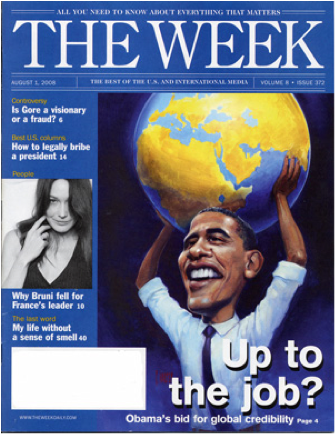 ALL YOU NEED TO KNOW ABOUT EVERYTHING THAT MATTERS
THE WEEK
AUGUST 1, 2008
THE BEST OF THE U.S. AND INTERNATIONAL MEDIA
VOLUME 8 • ISSUE 372
Controversy
Is Gore a visionary
or a fraud? 6
Best U.S. columns
How to legally bribe
a president 14
People
Why Bruni fell for
France's leader 10
The last word
My life without
a sense of smell 40
Up to
the job?
Obama's bid for global credibility Page 4
WWW.THEWEEKDAILY.COM